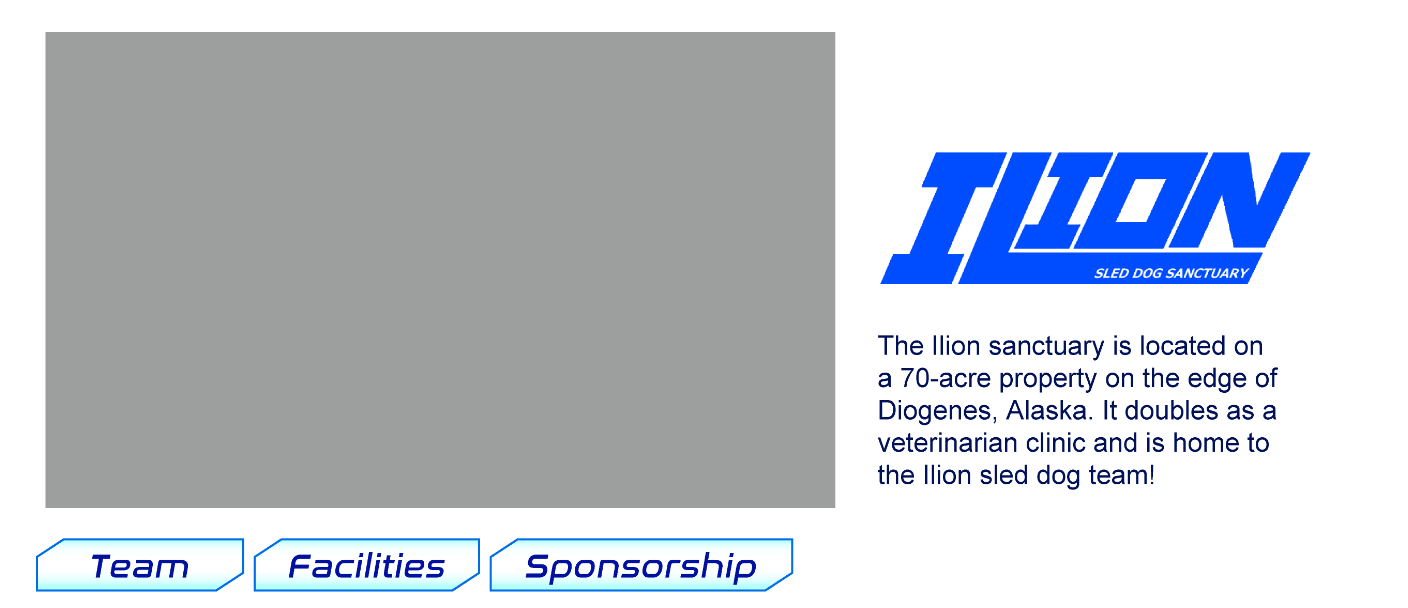 ILION
SLED DOG SANCTUARY
The Ilion sanctuary is located on
a 70-acre property on the edge of
Diogenes, Alaska. It doubles as a
veterinarian clinic and is home to
the Ilion sled dog team!
Team
Facilities
Sponsorship